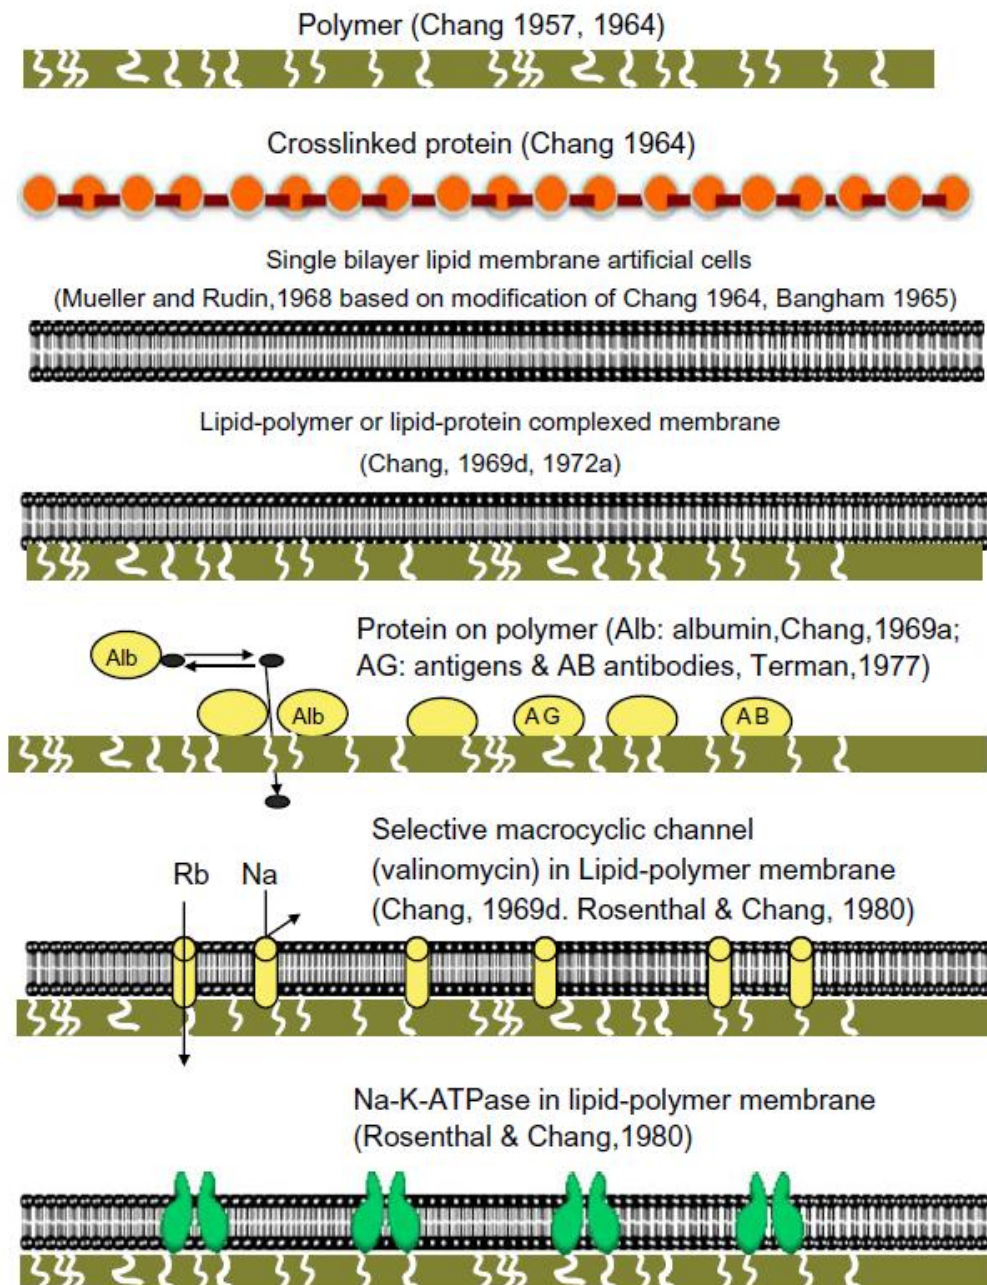 Polymer (Chang 1957, 1964)
Crosslinked protein (Chang 1964)
Single bilayer lipid membrane artificial cells
(Mueller and Rudin,1968 based on modification of Chang 1964, Bangham 1965)
Lipid-polymer or lipid-protein complexed membrane
(Chang, 1969d, 1972a)
Protein on polymer (Alb: albumin,Chang,1969a;
AG: antigens & AB antibodies, Terman,1977)
Alb
Alb
AG
AB
Selective macrocyclic channel
(valinomycin) in Lipid-polymer membrane
(Chang, 1969d. Rosenthal & Chang, 1980)
Rb
Na
Na-K-ATPase in lipid-polymer membrane
(Rosenthal & Chang,1980)